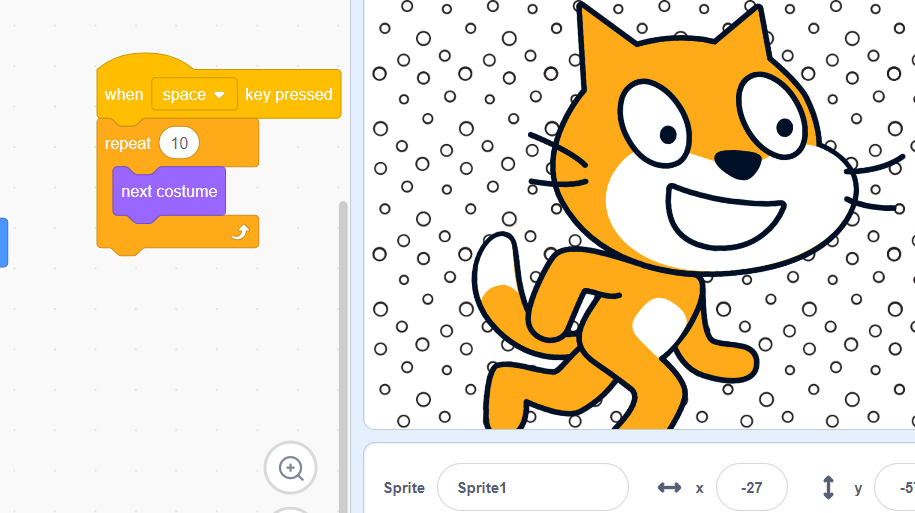 when space key pressed
repeat 10
next costume
Sprite Sprite1 x -27 y